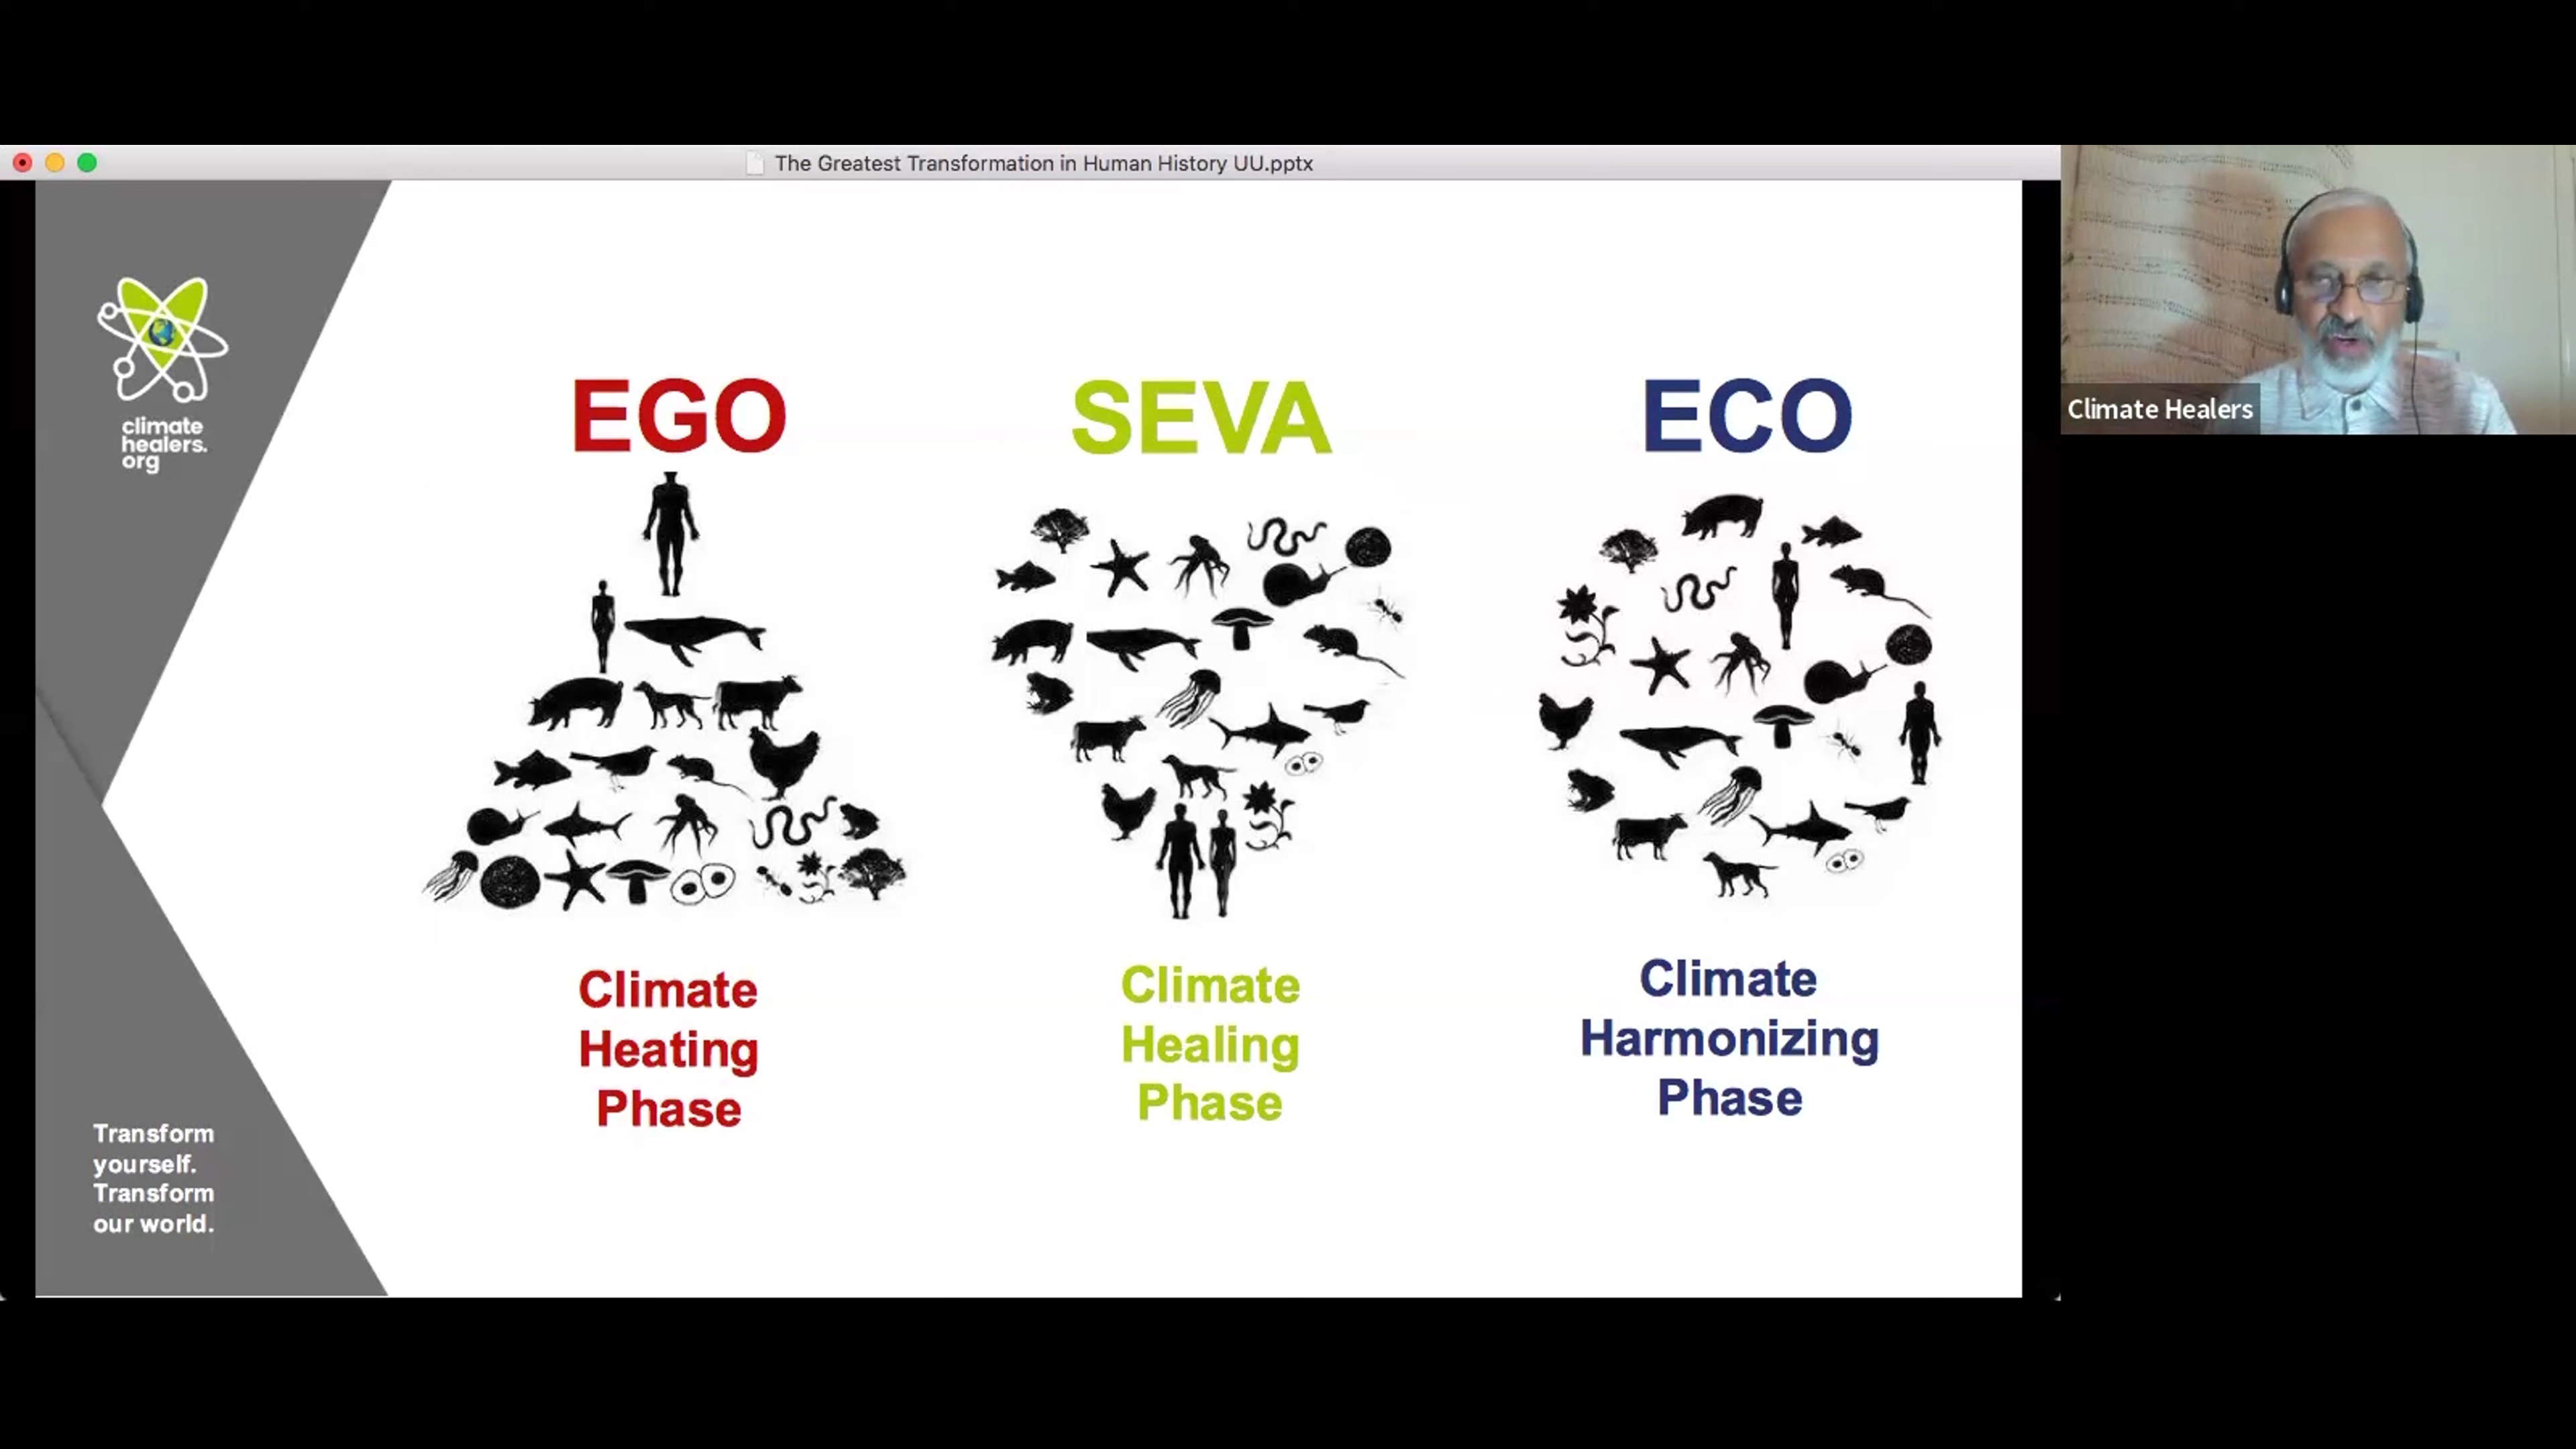 The Greatest Transformation in Human History UU.pptx
climate
healers.
org
EGO
SEVA
ECO
Climate
Heating
Phase
Climate
Healing
Phase
Climate
Harmonizing
Phase
Transform
yourself.
Transform
our world.
Climate Healers